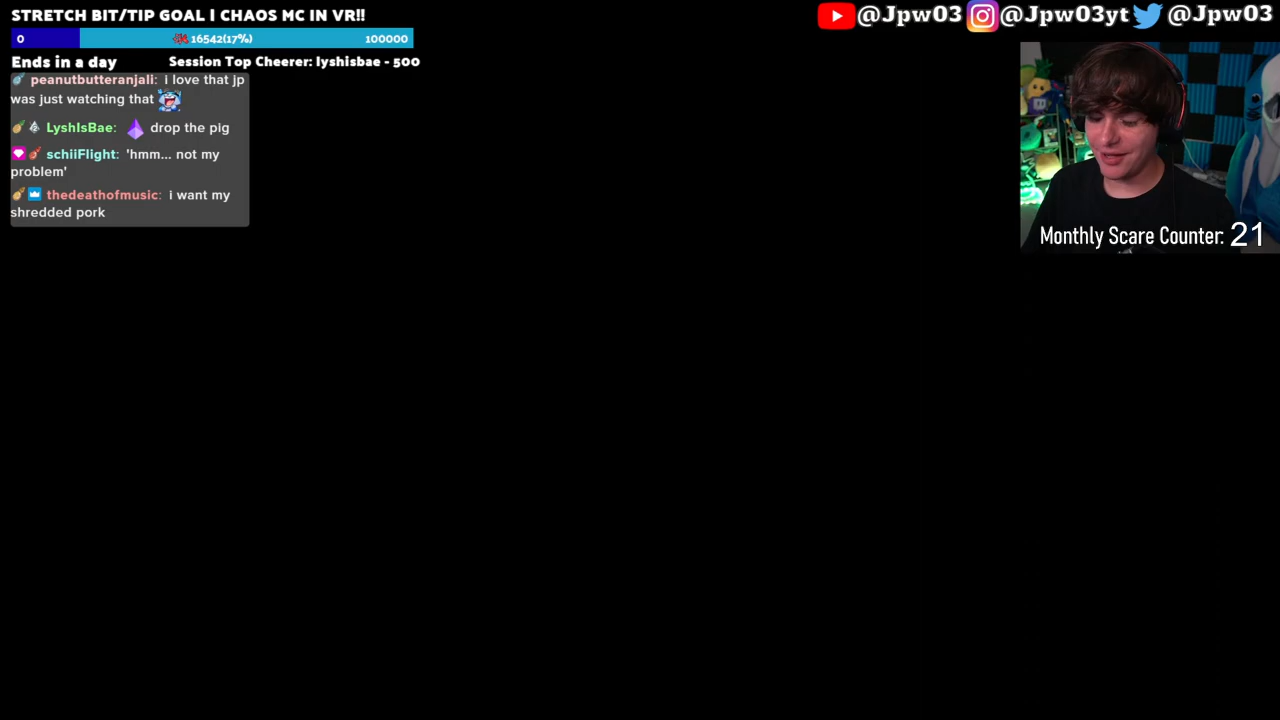 STRETCH BIT/TIP GOAL I CHAOS MC IN VR!!
0 16542(17%) 100000
Ends in a day Session Top Cheerer: lyshisbae - 500
peanutbutteranjali: i love that jp
was just watching that
LyshIsBae: drop the pig
schiiFlight: 'hmm... not my
problem'
thedeathofmusic: i want my
shredded pork
@Jpw03 @Jpw03yt @Jpw03
Monthly Scare Counter: 21